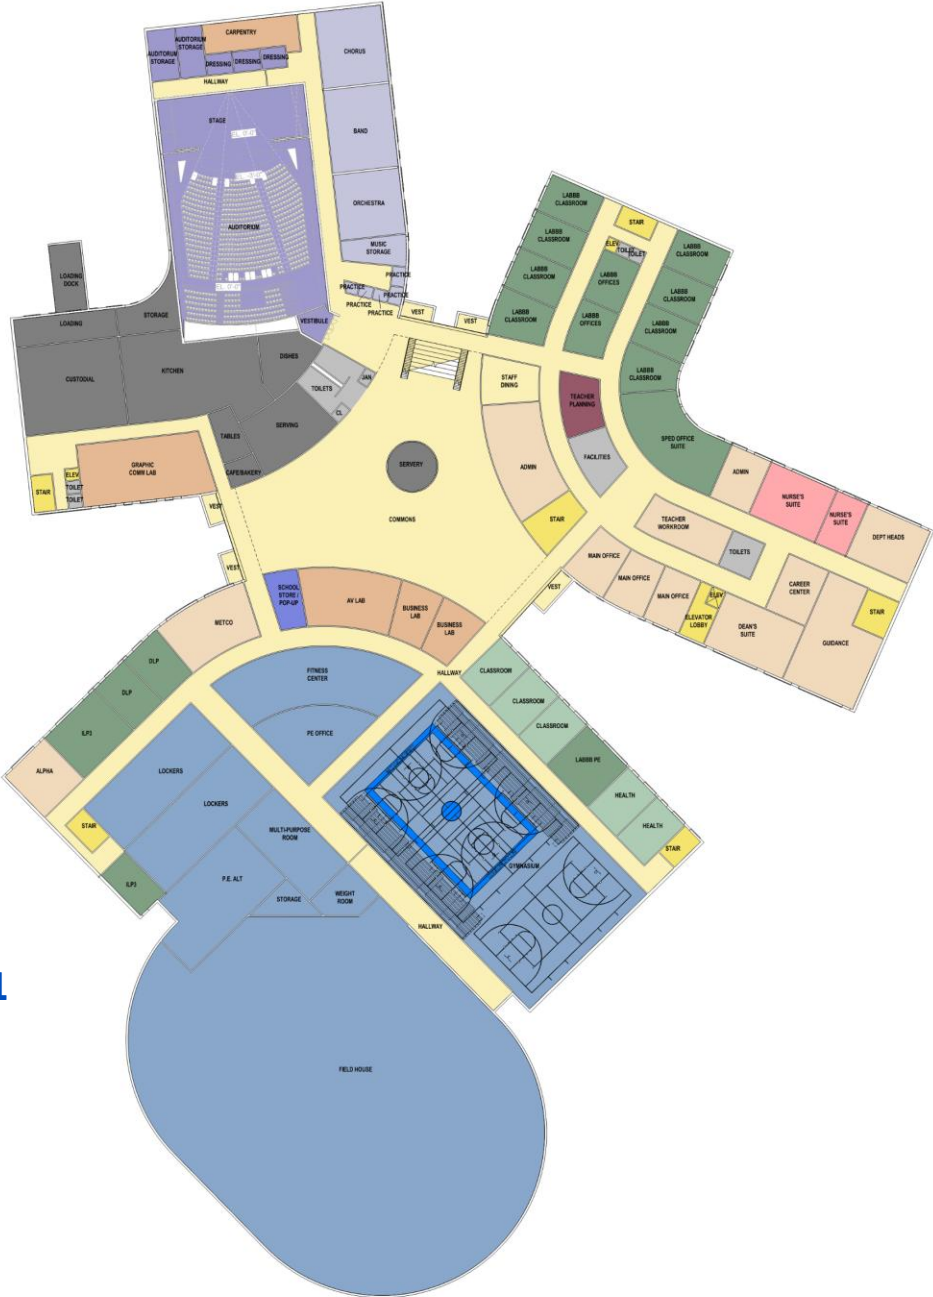 CARPENTRY
AUDITORIUM
STORAGE
AUDITORIUM
STORAGE
DRESSING
DRESSING
DRESSING
CHORUS
HALLWAY
STAGE
BAND
AUDITORIUM
ORCHESTRA
MUSIC
STORAGE
PRACTICE
PRACTICE
PRACTICE
PRACTICE
PRACTICE
VESTIBULE
VEST
VEST
LABBB
CLASSROOM
LABBB
CLASSROOM
LABBB
CLASSROOM
LABBB
CLASSROOM
STAIR
ELEV
TOILET
TOILET
LABBB
OFFICES
LABBB
OFFICES
LABBB
CLASSROOM
LABBB
CLASSROOM
LABBB
CLASSROOM
LABBB
CLASSROOM
LOADING
DOCK
LOADING
STORAGE
CUSTODIAL
KITCHEN
DISHES
TOILETS
JAN
CL
SERVING
TABLES
CAFE/BAKERY
STAFF
DINING
TEACHER
PLANNING
FACILITIES
SPED OFFICE
SUITE
ADMIN
ADMIN
NURSE'S
SUITE
NURSE'S
SUITE
DEPT HEADS
SERVERY
COMMONS
STAIR
GRAPHIC
COMM LAB
STAIR
ELEV
TOILET
TOILET
VEST
VEST
TEACHER
WORKROOM
TOILETS
MAIN OFFICE
MAIN OFFICE
MAIN OFFICE
ELEV
ELEVATOR
LOBBY
DEAN'S
SUITE
CAREER
CENTER
GUIDANCE
STAIR
VEST
SCHOOL
STORE /
POP-UP
AV LAB
BUSINESS
LAB
BUSINESS
LAB
METCO
DLP
DLP
ILP3
ALPHA
FITNESS
CENTER
HALLWAY
CLASSROOM
CLASSROOM
CLASSROOM
LABBB PE
HEALTH
HEALTH
STAIR
PE OFFICE
LOCKERS
LOCKERS
STAIR
ILP3
MULTI-PURPOSE
ROOM
P.E. ALT
STORAGE
WEIGHT
ROOM
GYMNASIUM
HALLWAY
1
FIELD HOUSE